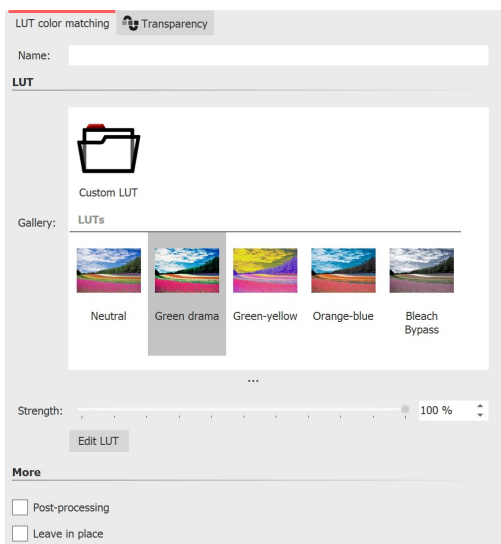 LUT color matching Transparency
Name:
LUT
Custom LUT
Gallery:
LUTs
Neutral Green drama Green-yellow Orange-blue Bleach
Bypass
...
Strength: 100 %
Edit LUT
More
Post-processing
Leave in place